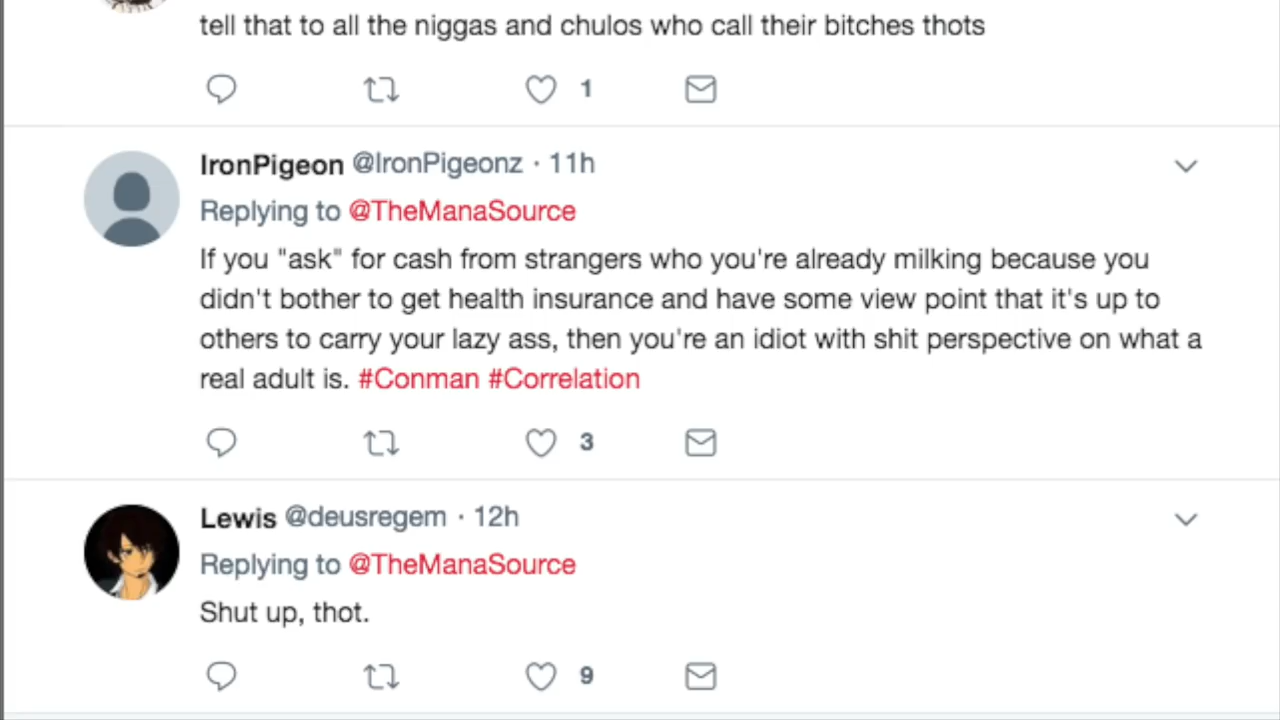 tell that to all the niggas and chulos who call their bitches thots
1
IronPigeon @IronPigeonz · 11h
Replying to @TheManaSource
If you "ask" for cash from strangers who you're already milking because you
didn't bother to get health insurance and have some view point that it's up to
others to carry your lazy ass, then you're an idiot with shit perspective on what a
real adult is. #Conman #Correlation
3
Lewis @deusregem · 12h
Replying to @TheManaSource
Shut up, thot.
9